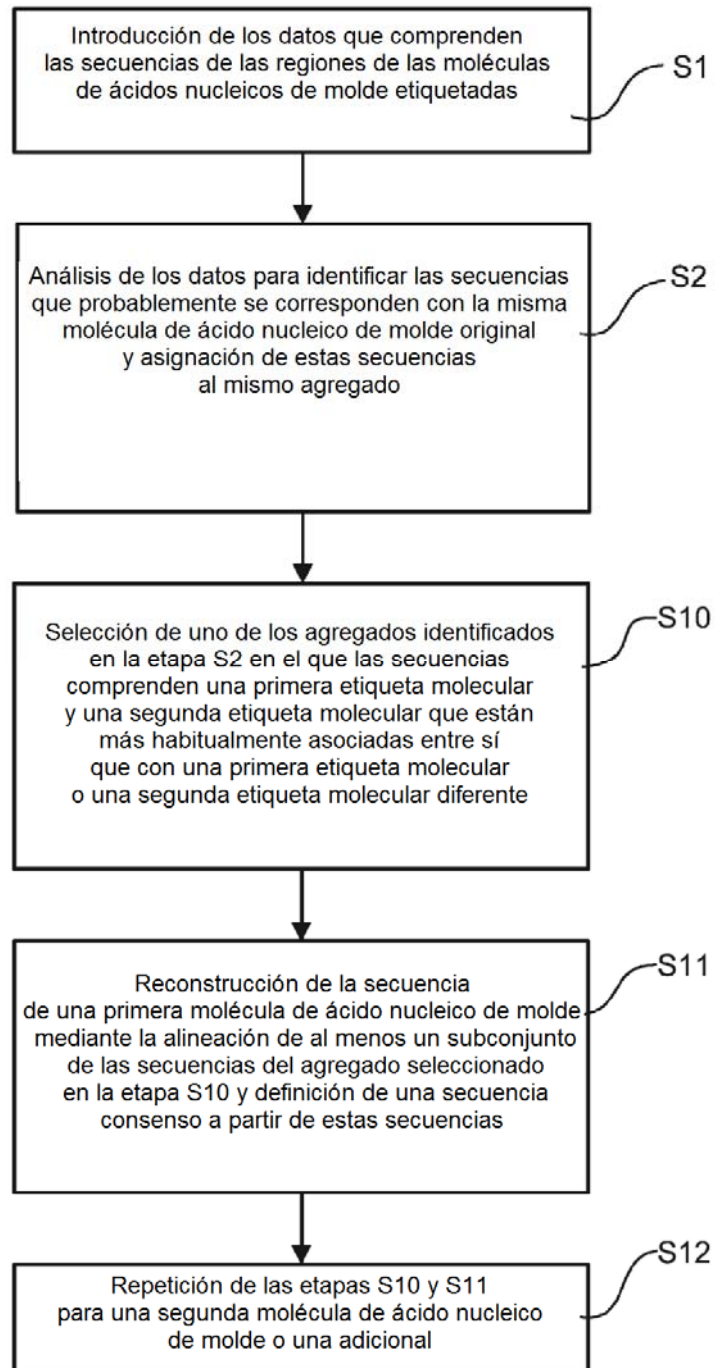 Introducción de los datos que comprenden
las secuencias de las regiones de las moléculas
de ácidos nucleicos de molde etiquetadas
S1
Análisis de los datos para identificar las secuencias
que probablemente se corresponden con la misma
molécula de ácido nucleico de molde original
y asignación de estas secuencias
al mismo agregado
S2
Selección de uno de los agregados identificados
en la etapa S2 en el que las secuencias
comprenden una primera etiqueta molecular
y una segunda etiqueta molecular que están
más habitualmente asociadas entre sí
que con una primera etiqueta molecular
o una segunda etiqueta molecular diferente
S10
Reconstrucción de la secuencia
de una primera molécula de ácido nucleico de molde
mediante la alineación de al menos un subconjunto
de las secuencias del agregado seleccionado
en la etapa S10 y definición de una secuencia
consenso a partir de estas secuencias
S11
Repetición de las etapas S10 y S11
para una segunda molécula de ácido nucleico
de molde o una adicional
S12